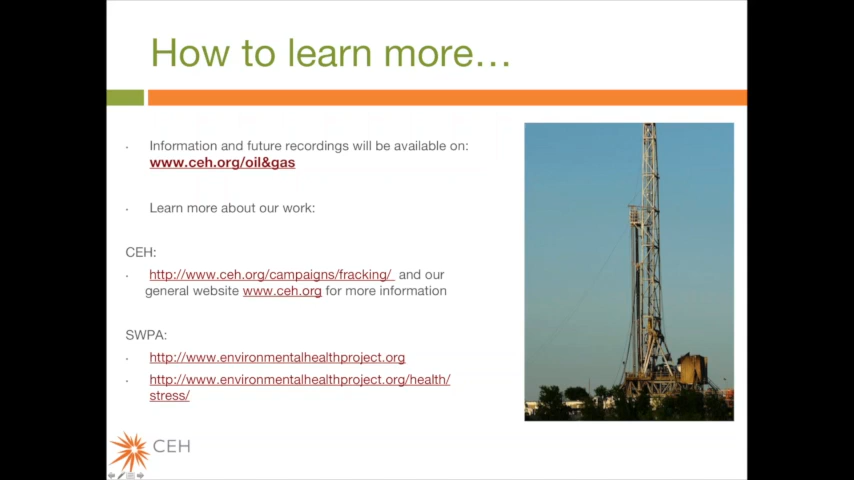 How to learn more...
· Information and future recordings will be available on:
www.ceh.org/oil&gas
· Learn more about our work:
CEH:
· http://www.ceh.org/campaigns/fracking/ and our
general website www.ceh.org for more information
SWPA:
· http://www.environmentalhealthproject.org
· http://www.environmentalhealthproject.org/health/
stress/
CEH